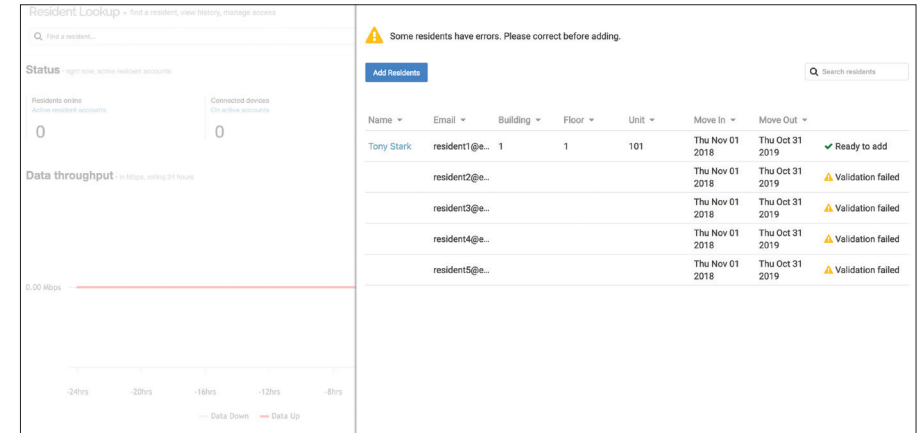 Resident Lookup - find a resident, view history, manage access
Find a resident...
Status - right now, active resident accounts
Residents online
Active resident accounts
0
Connected devices
On active accounts
0
Data throughput - in Mbps, rolling 24 hours
0.00 Mbps
-24hrs -20hrs -16hrs -12hrs -8hrs
Data Down Data Up
Some residents have errors. Please correct before adding.
Add Residents
Search residents
Name Email Building Floor Unit Move In Move Out
Tony Stark resident1@e... 1 1 101 Thu Nov 01 2018 Thu Oct 31 2019 Ready to add
resident2@e... Thu Nov 01 2018 Thu Oct 31 2019 Validation failed
resident3@e... Thu Nov 01 2018 Thu Oct 31 2019 Validation failed
resident4@e... Thu Nov 01 2018 Thu Oct 31 2019 Validation failed
resident5@e... Thu Nov 01 2018 Thu Oct 31 2019 Validation failed